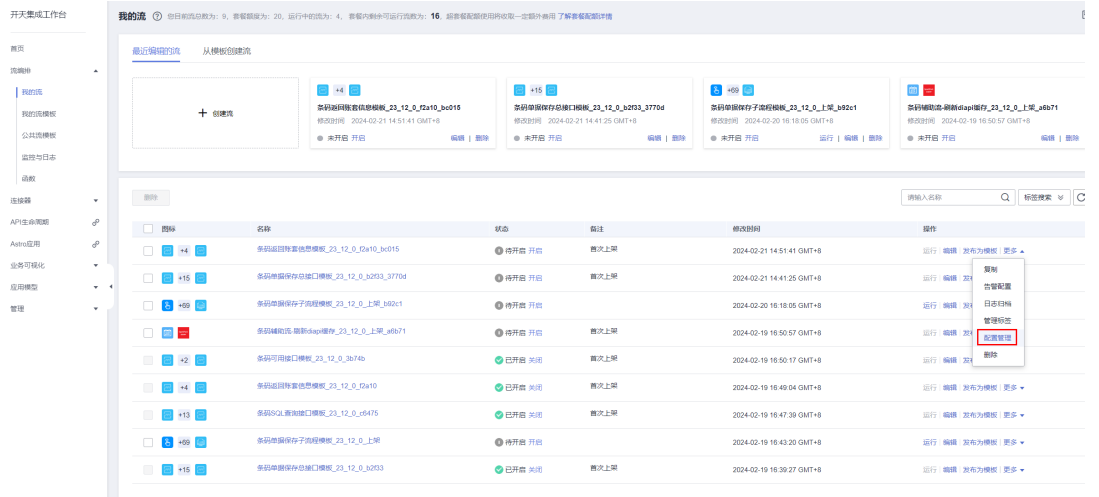 开天集成工作台
首页
流编排
我的流
我的流模板
公共流模板
监控与日志
函数
连接器
API生命周期
Astro应用
业务可视化
应用模型
管理
我的流 您目前流总数为：9，套餐额度为：20，运行中的流为：4，套餐内剩余可运行流数为：16，超套餐配额使用将收取一定额外费用 了解套餐配额详情
最近编辑的流 从模板创建流
+ 创建流
+4
条码返回账套信息模板_23_12_0_f2a10_bc015
修改时间 2024-02-21 14:51:41 GMT+8
未开启 开启 编辑 | 删除
+15
条码单据保存总接口模板_23_12_0_b2f33_3770d
修改时间 2024-02-21 14:41:25 GMT+8
未开启 开启 编辑 | 删除
+69
条码单据保存子流程模板_23_12_0_上架_b92c1
修改时间 2024-02-20 16:18:05 GMT+8
未开启 开启 运行 | 编辑 | 删除
条码辅助流-刷新diapi缓存_23_12_0_上架_a6b71
修改时间 2024-02-19 16:50:57 GMT+8
未开启 开启 编辑 | 删除
删除 请输入名称 标签搜索
图标 名称 状态 备注 修改时间 操作
+4 条码返回账套信息模板_23_12_0_f2a10_bc015 待开启 开启 首次上架 2024-02-21 14:51:41 GMT+8 运行 编辑 发布为模板 更多
+15 条码单据保存总接口模板_23_12_0_b2f33_3770d 待开启 开启 首次上架 2024-02-21 14:41:25 GMT+8 运行 编辑 发布
+69 条码单据保存子流程模板_23_12_0_上架_b92c1 待开启 开启 2024-02-20 16:18:05 GMT+8 运行 编辑 发布
条码辅助流-刷新diapi缓存_23_12_0_上架_a6b71 待开启 开启 首次上架 2024-02-19 16:50:57 GMT+8 运行 编辑 发布
+2 条码可用接口模板_23_12_0_3b74b 已开启 关闭 首次上架 2024-02-19 16:50:17 GMT+8 运行 编辑 发布
+4 条码返回账套信息模板_23_12_0_f2a10 已开启 关闭 首次上架 2024-02-19 16:49:04 GMT+8 运行 编辑 发布为模板 更多
+13 条码SQL查询接口模板_23_12_0_c6475 已开启 关闭 首次上架 2024-02-19 16:47:39 GMT+8 运行 编辑 发布为模板 更多
+69 条码单据保存子流程模板_23_12_0_上架 待开启 开启 2024-02-19 16:43:20 GMT+8 运行 编辑 发布为模板 更多
+15 条码单据保存总接口模板_23_12_0_b2f33 已开启 关闭 首次上架 2024-02-19 16:39:27 GMT+8 运行 编辑 发布为模板 更多
复制
告警配置
日志归档
管理标签
配置管理
删除